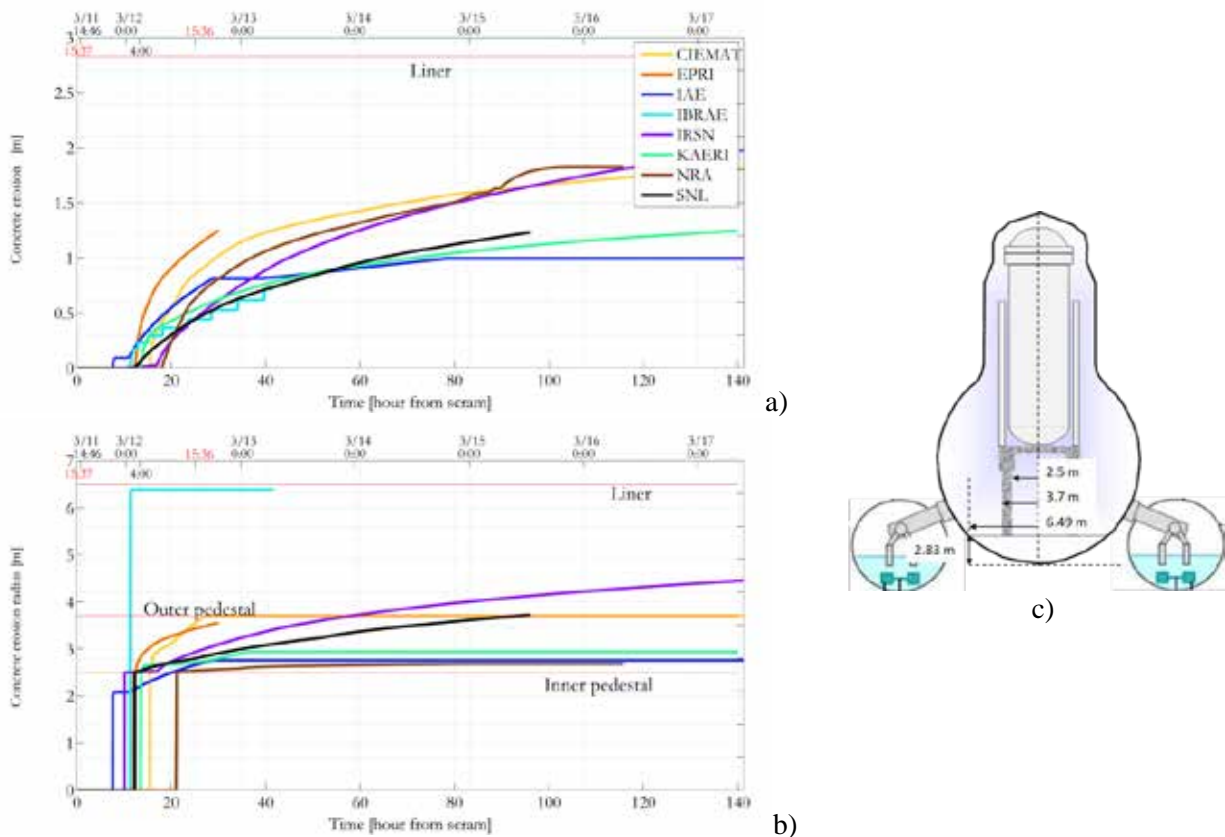 3/11 3/12 3/13 3/14 3/15 3/16 3/17
14:46 0:00 15:36 0:00 0:00 0:00 0:00 0:00
15:37 4:00
3
2.5
2
1.5
1
0.5
0
Concrete erosion [m]
Liner
CIEMAT
EPRI
IAE
IBRAE
IRSN
KAERI
NRA
SNL
0 20 40 60 80 100 120 140
Time [hour from scram]
a)
3/11 3/12 3/13 3/14 3/15 3/16 3/17
14:46 0:00 15:36 0:00 0:00 0:00 0:00 0:00
15:37 4:00
7
6
5
4
3
2
1
0
Concrete erosion radius [m]
Liner
Outer pedestal
Inner pedestal
0 20 40 60 80 100 120 140
Time [hour from scram]
b)
2.5 m
3.7 m
6.49 m
2.83 m
c)